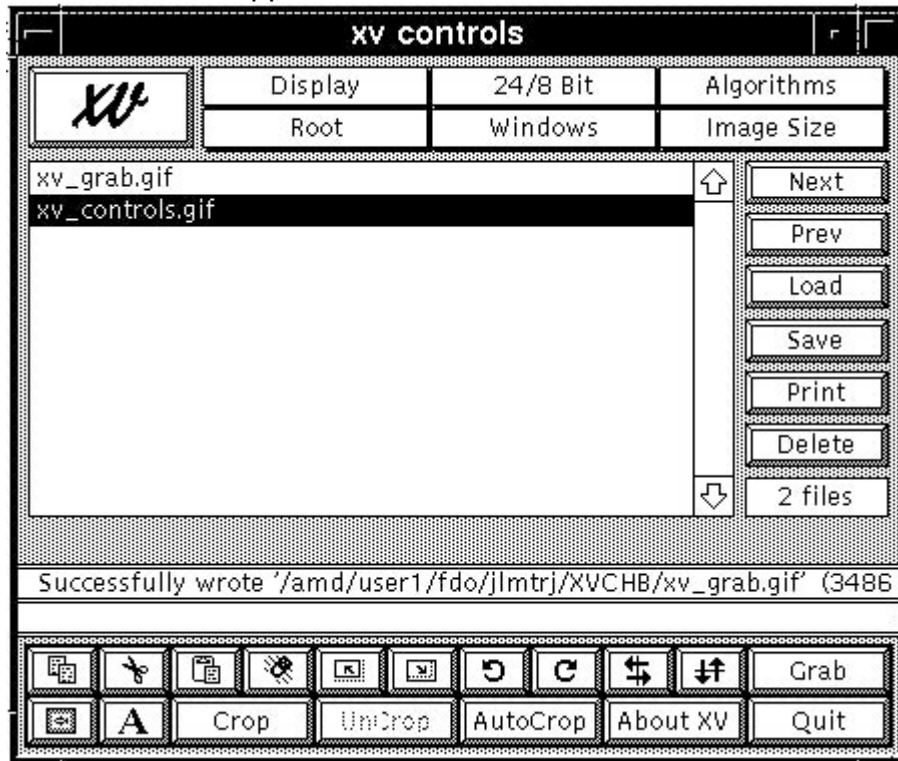 xv controls
xv
Display 24/8 Bit Algorithms
Root Windows Image Size
xv_grab.gif
xv_controls.gif
Next
Prev
Load
Save
Print
Delete
2 files
Successfully wrote '/amd/user1/fdo/jlmtrj/XVCHB/xv_grab.gif' (3486
Grab
A Crop UnCrop AutoCrop About XV Quit